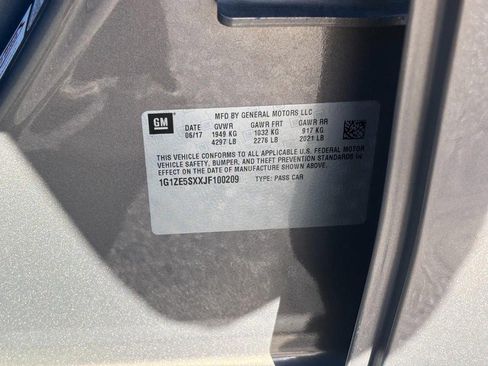 MFD BY GENERAL MOTORS LLC
GM
DATE GVWR GAWR FRT GAWR RR
06/17 1949 KG 1032 KG 917 KG
4297 LB 2276 LB 2021 LB
THIS VEHICLE CONFORMS TO ALL APPLICABLE U.S. FEDERAL MOTOR
VEHICLE SAFETY, BUMPER, AND THEFT PREVENTION STANDARDS IN
EFFECT ON THE DATE OF MANUFACTURE SHOWN ABOVE.
1G1ZE5SXXJF100209 TYPE: PASS CAR